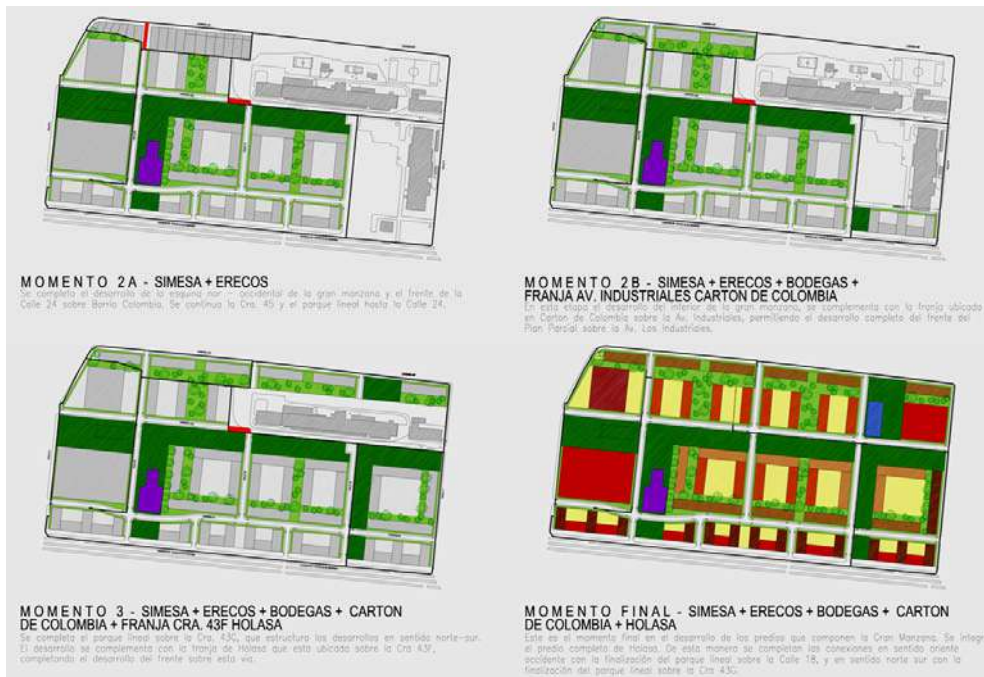 MOMENTO 2A - SIMESA + ERECOS
Se completa el desarrollo de la esquina nor - occidental de la gran manzana y el frente de la
Calle 24 sobre Barrio Colombia. Se continua la Cra. 45 y el parque lineal hasta la Calle 24.
MOMENTO 2B - SIMESA + ERECOS + BODEGAS +
FRANJA AV. INDUSTRIALES CARTON DE COLOMBIA
En esta etapa el desarrollo del interior de la gran manzana, se complementa con la franja ubicada
en Carton de Colombia sobre la Av. Industriales, permitiendo el desarrollo completo del frente del
Plan Parcial sobre la Av. Los Industriales.
MOMENTO 3 - SIMESA + ERECOS + BODEGAS + CARTON
DE COLOMBIA + FRANJA CRA. 43F HOLASA
Se completa el parque lineal sobre la Cra. 43G, que estructura los desarrollos en sentido norte-sur.
El desarrollo se complementa con la franja de Holasa que esta ubicado sobre la Cra 43F,
completando el desarrollo del frente sobre esta via.
MOMENTO FINAL - SIMESA + ERECOS + BODEGAS + CARTON
DE COLOMBIA + HOLASA
Este es el momento final en el desarrollo de los predios que componen la Gran Manzana. Se integra
el predio completo de Holasa. De esta manera se completan las conexiones en sentido oriente
occidente con la finalización del parque lineal sobre la Calle 18, y en sentido norte sur con la
finalización del parque lineal sobre la Cra 43G.